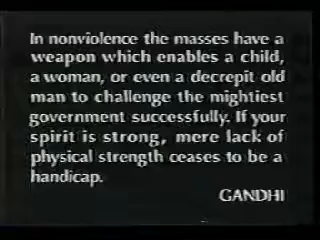 In nonviolence the masses have a
weapon which enables a child,
a woman, or even a decrepit old
man to challenge the mightiest
government successfully. If your
spirit is strong, mere lack of
physical strength ceases to be a
handicap.
GANDHI